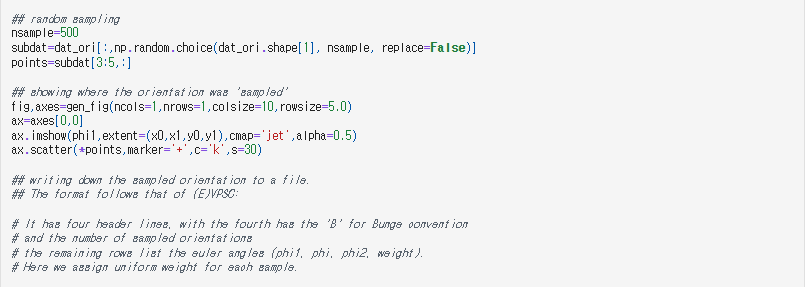 ## random sampling
nsample=500
subdat=dat_ori[:,np.random.choice(dat_ori.shape[1], nsample, replace=False)]
points=subdat[3:5,:]
## showing where the orientation was 'sampled'
fig,axes=gen_fig(ncols=1,nrows=1,colsize=10,rowsize=5.0)
ax=axes[0,0]
ax.imshow(phi1,extent=(x0,x1,y0,y1),cmap='jet',alpha=0.5)
ax.scatter(*points,marker='+',c='k',s=30)
## writing down the sampled orientation to a file.
## The format follows that of (E)VPSC:
# It has four header lines, with the fourth has the 'B' for Bunge convention
# and the number of sampled orientations
# the remaining rows list the euler angles (phi1, phi, phi2, weight).
# Here we assign uniform weight for each sample.